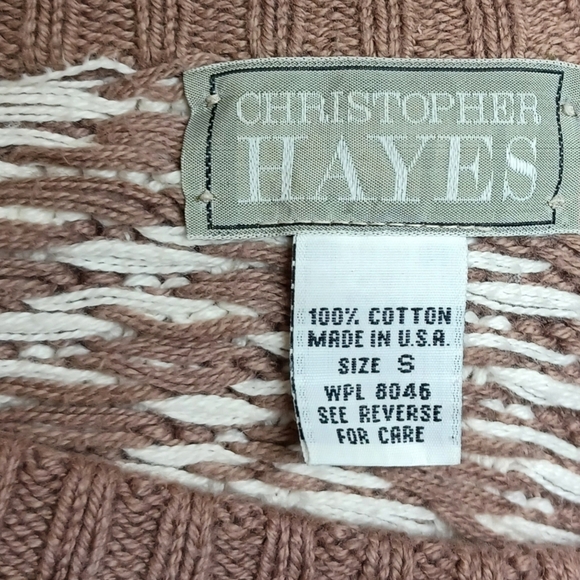 CHRISTOPHER
HAYES
100% COTTON
MADE IN U.S.A.
SIZE S
WPL 8046
SEE REVERSE
FOR CARE